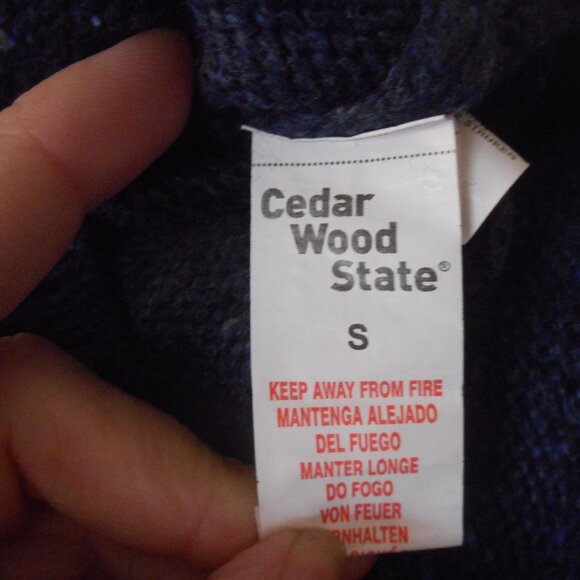 Cedar
Wood
State®
S
KEEP AWAY FROM FIRE
MANTENGA ALEJADO
DEL FUEGO
MANTER LONGE
DO FOGO
VON FEUER